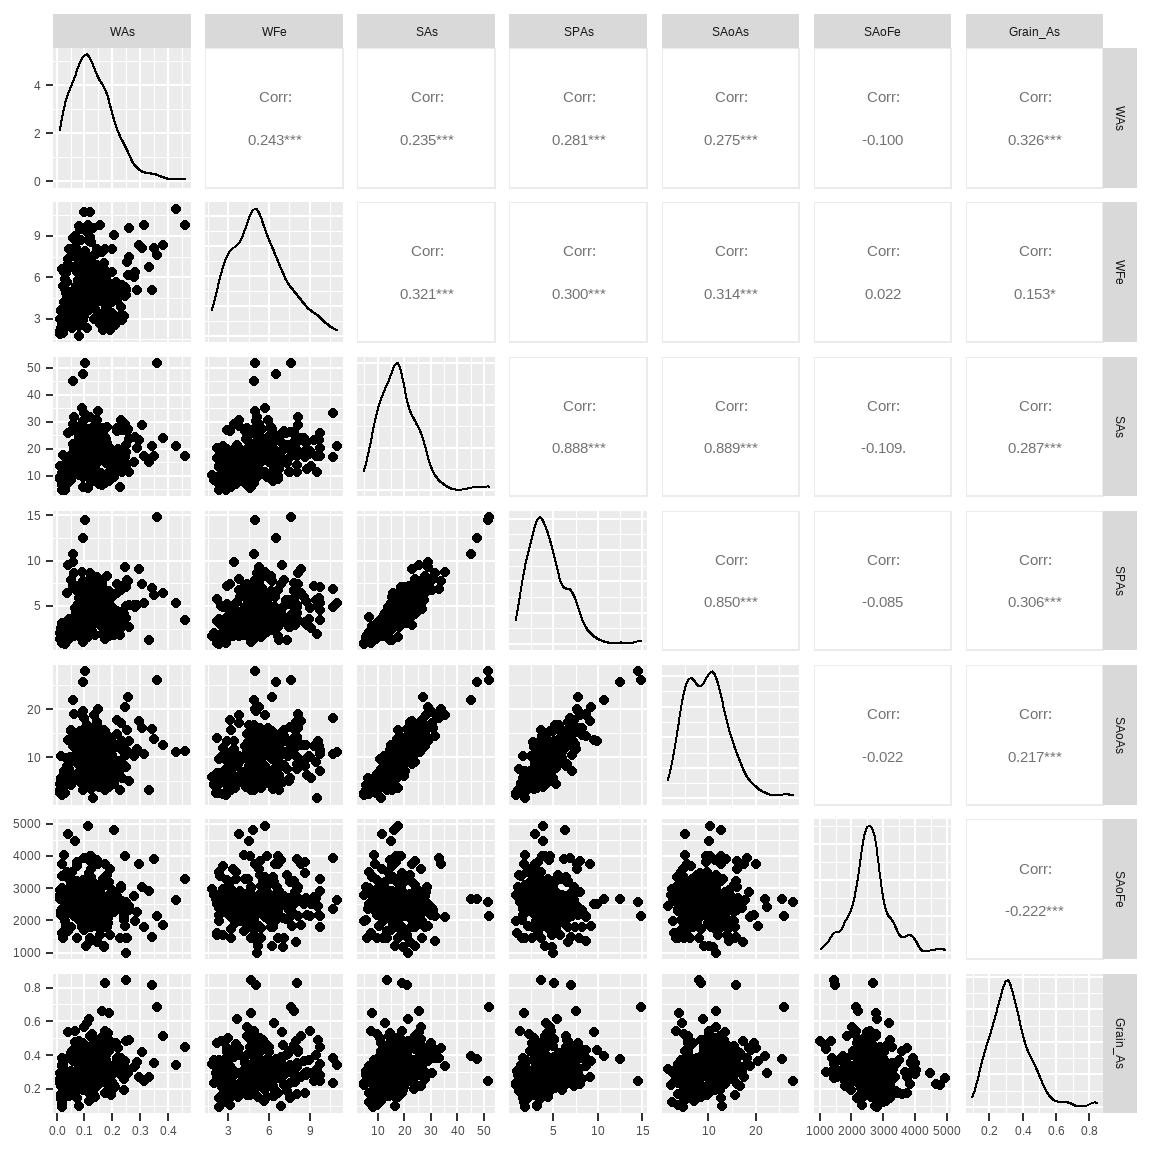 WAs WFe SAs SPAs SAoAs SAoFe Grain_As
4
2
0
Corr: Corr: Corr: Corr: Corr: Corr:
0.243*** 0.235*** 0.281*** 0.275*** -0.100 0.326***
WAs
9
6
3
Corr: Corr: Corr: Corr: Corr:
0.321*** 0.300*** 0.314*** 0.022 0.153*
WFe
50
40
30
20
10
Corr: Corr: Corr: Corr:
0.888*** 0.889*** -0.109. 0.287***
SAs
15
10
5
Corr: Corr: Corr:
0.850*** -0.085 0.306***
SPAs
20
10
Corr: Corr:
-0.022 0.217***
SAoAs
5000
4000
3000
2000
1000
Corr:
-0.222***
SAoFe
0.8
0.6
0.4
0.2
Grain_As
0.0 0.1 0.2 0.3 0.4 3 6 9 10 20 30 40 50 5 10 15 10 20 1000 2000 3000 4000 5000 0.2 0.4 0.6 0.8